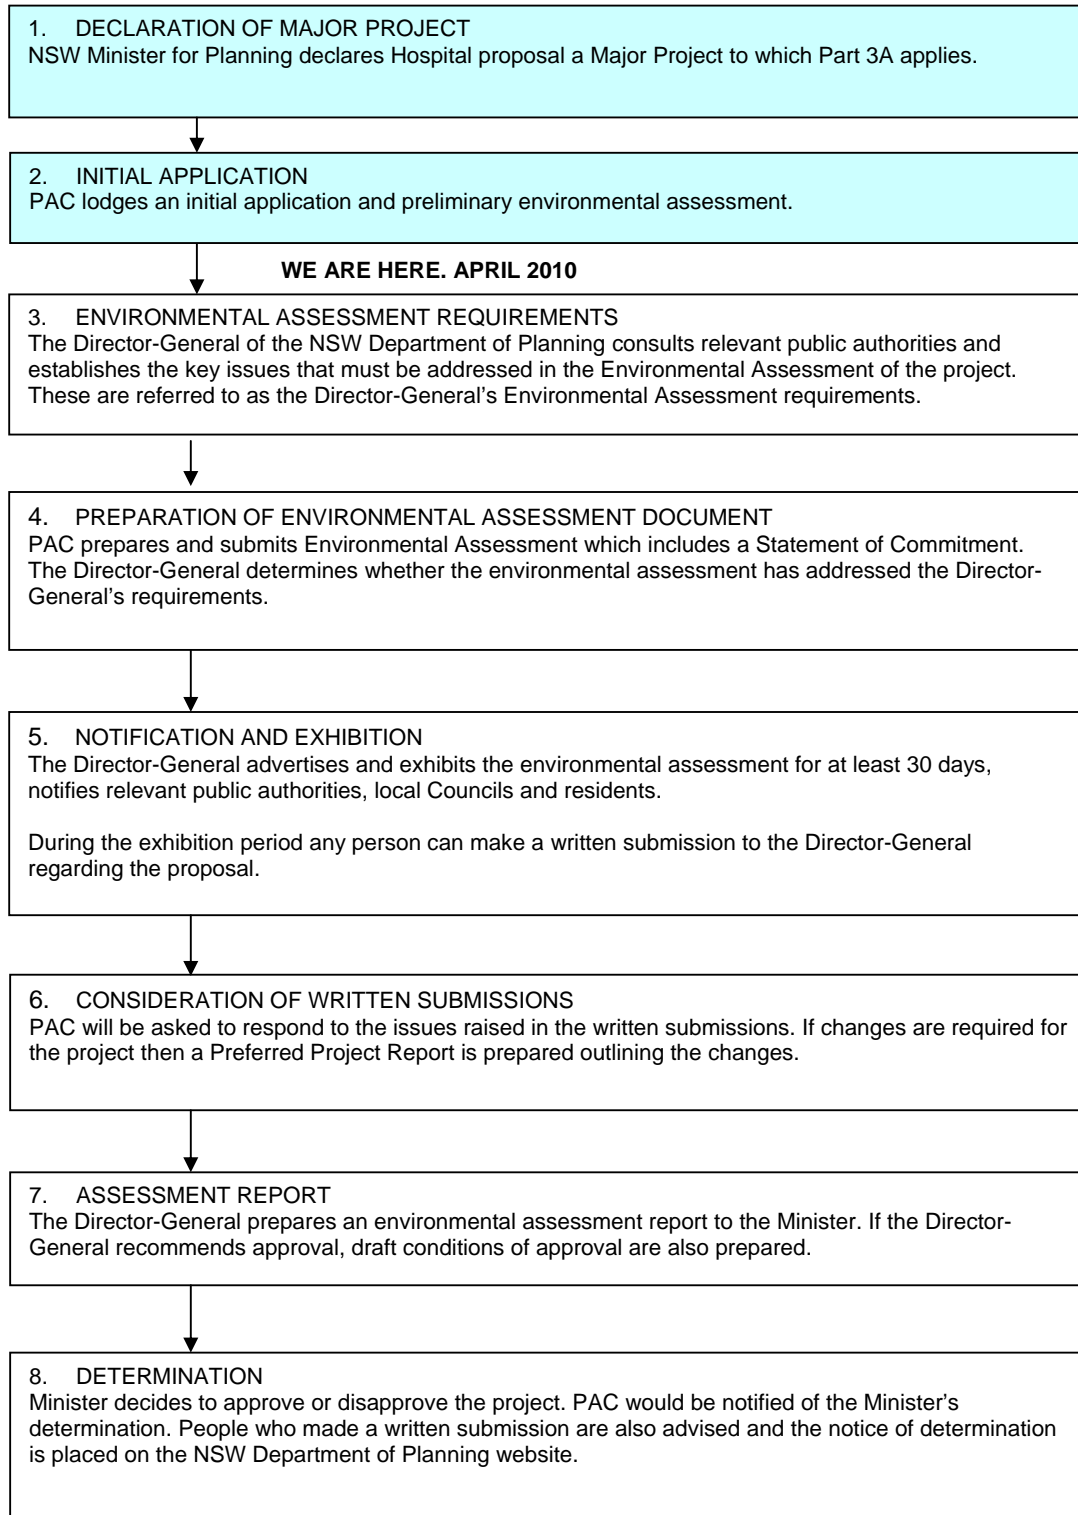 1. DECLARATION OF MAJOR PROJECT
NSW Minister for Planning declares Hospital proposal a Major Project to which Part 3A applies.
2. INITIAL APPLICATION
PAC lodges an initial application and preliminary environmental assessment.
WE ARE HERE. APRIL 2010
3. ENVIRONMENTAL ASSESSMENT REQUIREMENTS
The Director-General of the NSW Department of Planning consults relevant public authorities and
establishes the key issues that must be addressed in the Environmental Assessment of the project.
These are referred to as the Director-General's Environmental Assessment requirements.
4. PREPARATION OF ENVIRONMENTAL ASSESSMENT DOCUMENT
PAC prepares and submits Environmental Assessment which includes a Statement of Commitment.
The Director-General determines whether the environmental assessment has addressed the Director-
General's requirements.
5. NOTIFICATION AND EXHIBITION
The Director-General advertises and exhibits the environmental assessment for at least 30 days,
notifies relevant public authorities, local Councils and residents.
During the exhibition period any person can make a written submission to the Director-General
regarding the proposal.
6. CONSIDERATION OF WRITTEN SUBMISSIONS
PAC will be asked to respond to the issues raised in the written submissions. If changes are required for
the project then a Preferred Project Report is prepared outlining the changes.
7. ASSESSMENT REPORT
The Director-General prepares an environmental assessment report to the Minister. If the Director-
General recommends approval, draft conditions of approval are also prepared.
8. DETERMINATION
Minister decides to approve or disapprove the project. PAC would be notified of the Minister's
determination. People who made a written submission are also advised and the notice of determination
is placed on the NSW Department of Planning website.